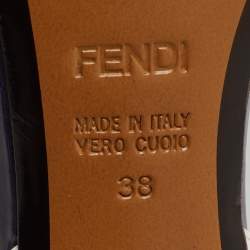 FENDI
MADE IN ITALY
VERO CUOIO
38